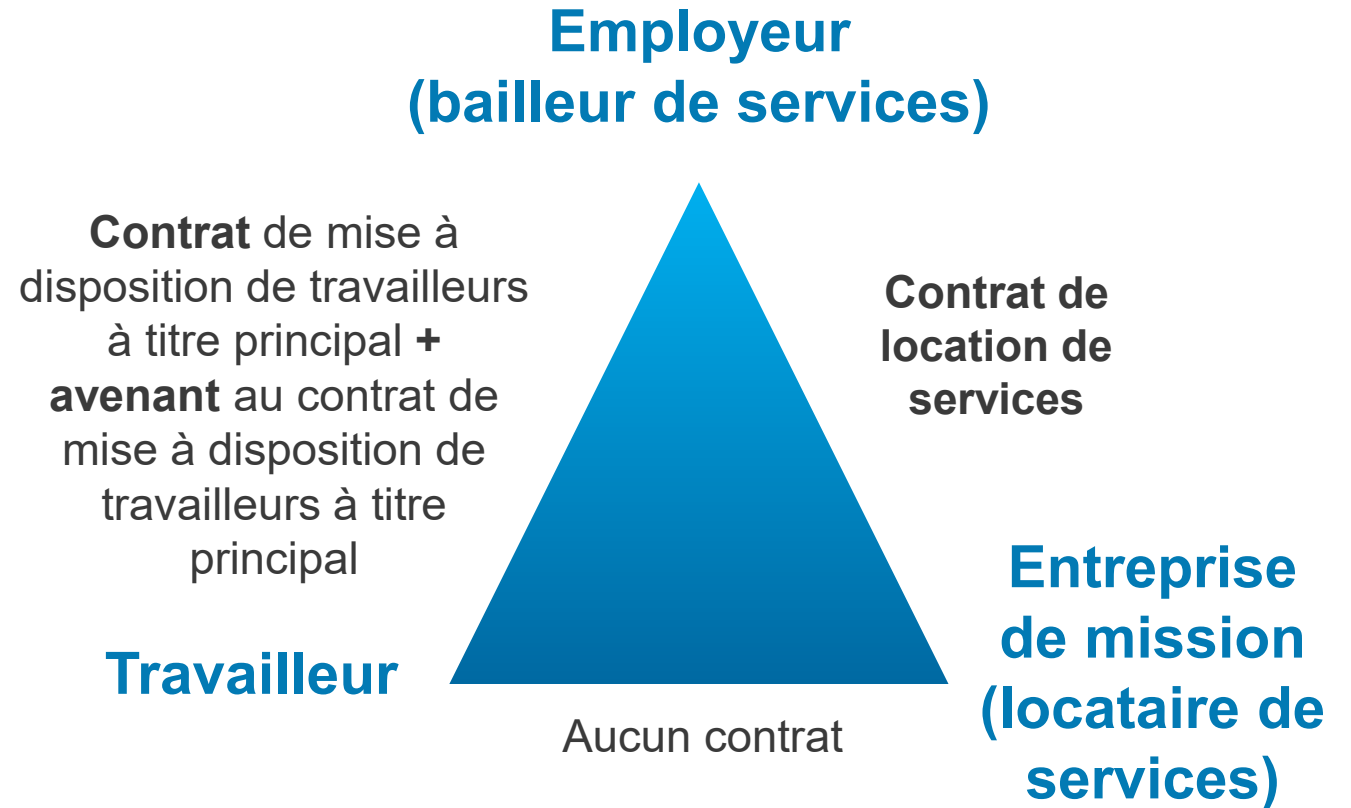 Employeur
(bailleur de services)
Contrat de mise à
disposition de travailleurs
à titre principal +
avenant au contrat de
mise à disposition de
travailleurs à titre
principal
Contrat de
location de
services
Travailleur
Entreprise
de mission
(locataire de
services)
Aucun contrat